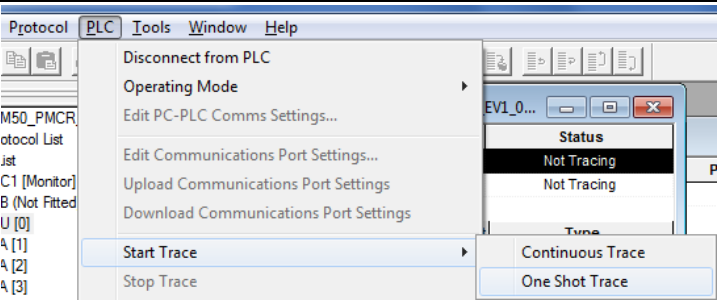 Protocol PLC Tools Window Help
Disconnect from PLC
Operating Mode
Edit PC-PLC Comms Settings...
Edit Communications Port Settings...
Upload Communications Port Settings
Download Communications Port Settings
Start Trace
Stop Trace
Continuous Trace
One Shot Trace
M50_PMCR
otocol List
ist
C1 [Monitor]
B (Not Fitted
U [0]
A [1]
A [2]
A [3]
EV1_0...
Status
Not Tracing
Not Tracing
Type
P